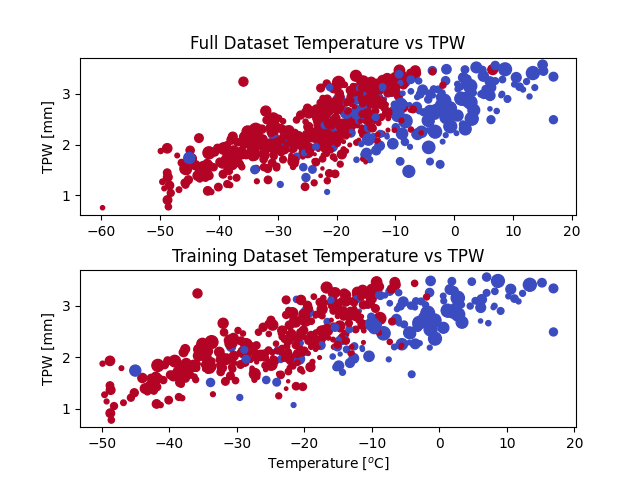 Full Dataset Temperature vs TPW
TPW [mm]
3
2
1
−60 −50 −40 −30 −20 −10 0 10 20
Training Dataset Temperature vs TPW
TPW [mm]
3
2
1
−50 −40 −30 −20 −10 0 10 20
Temperature [°C]